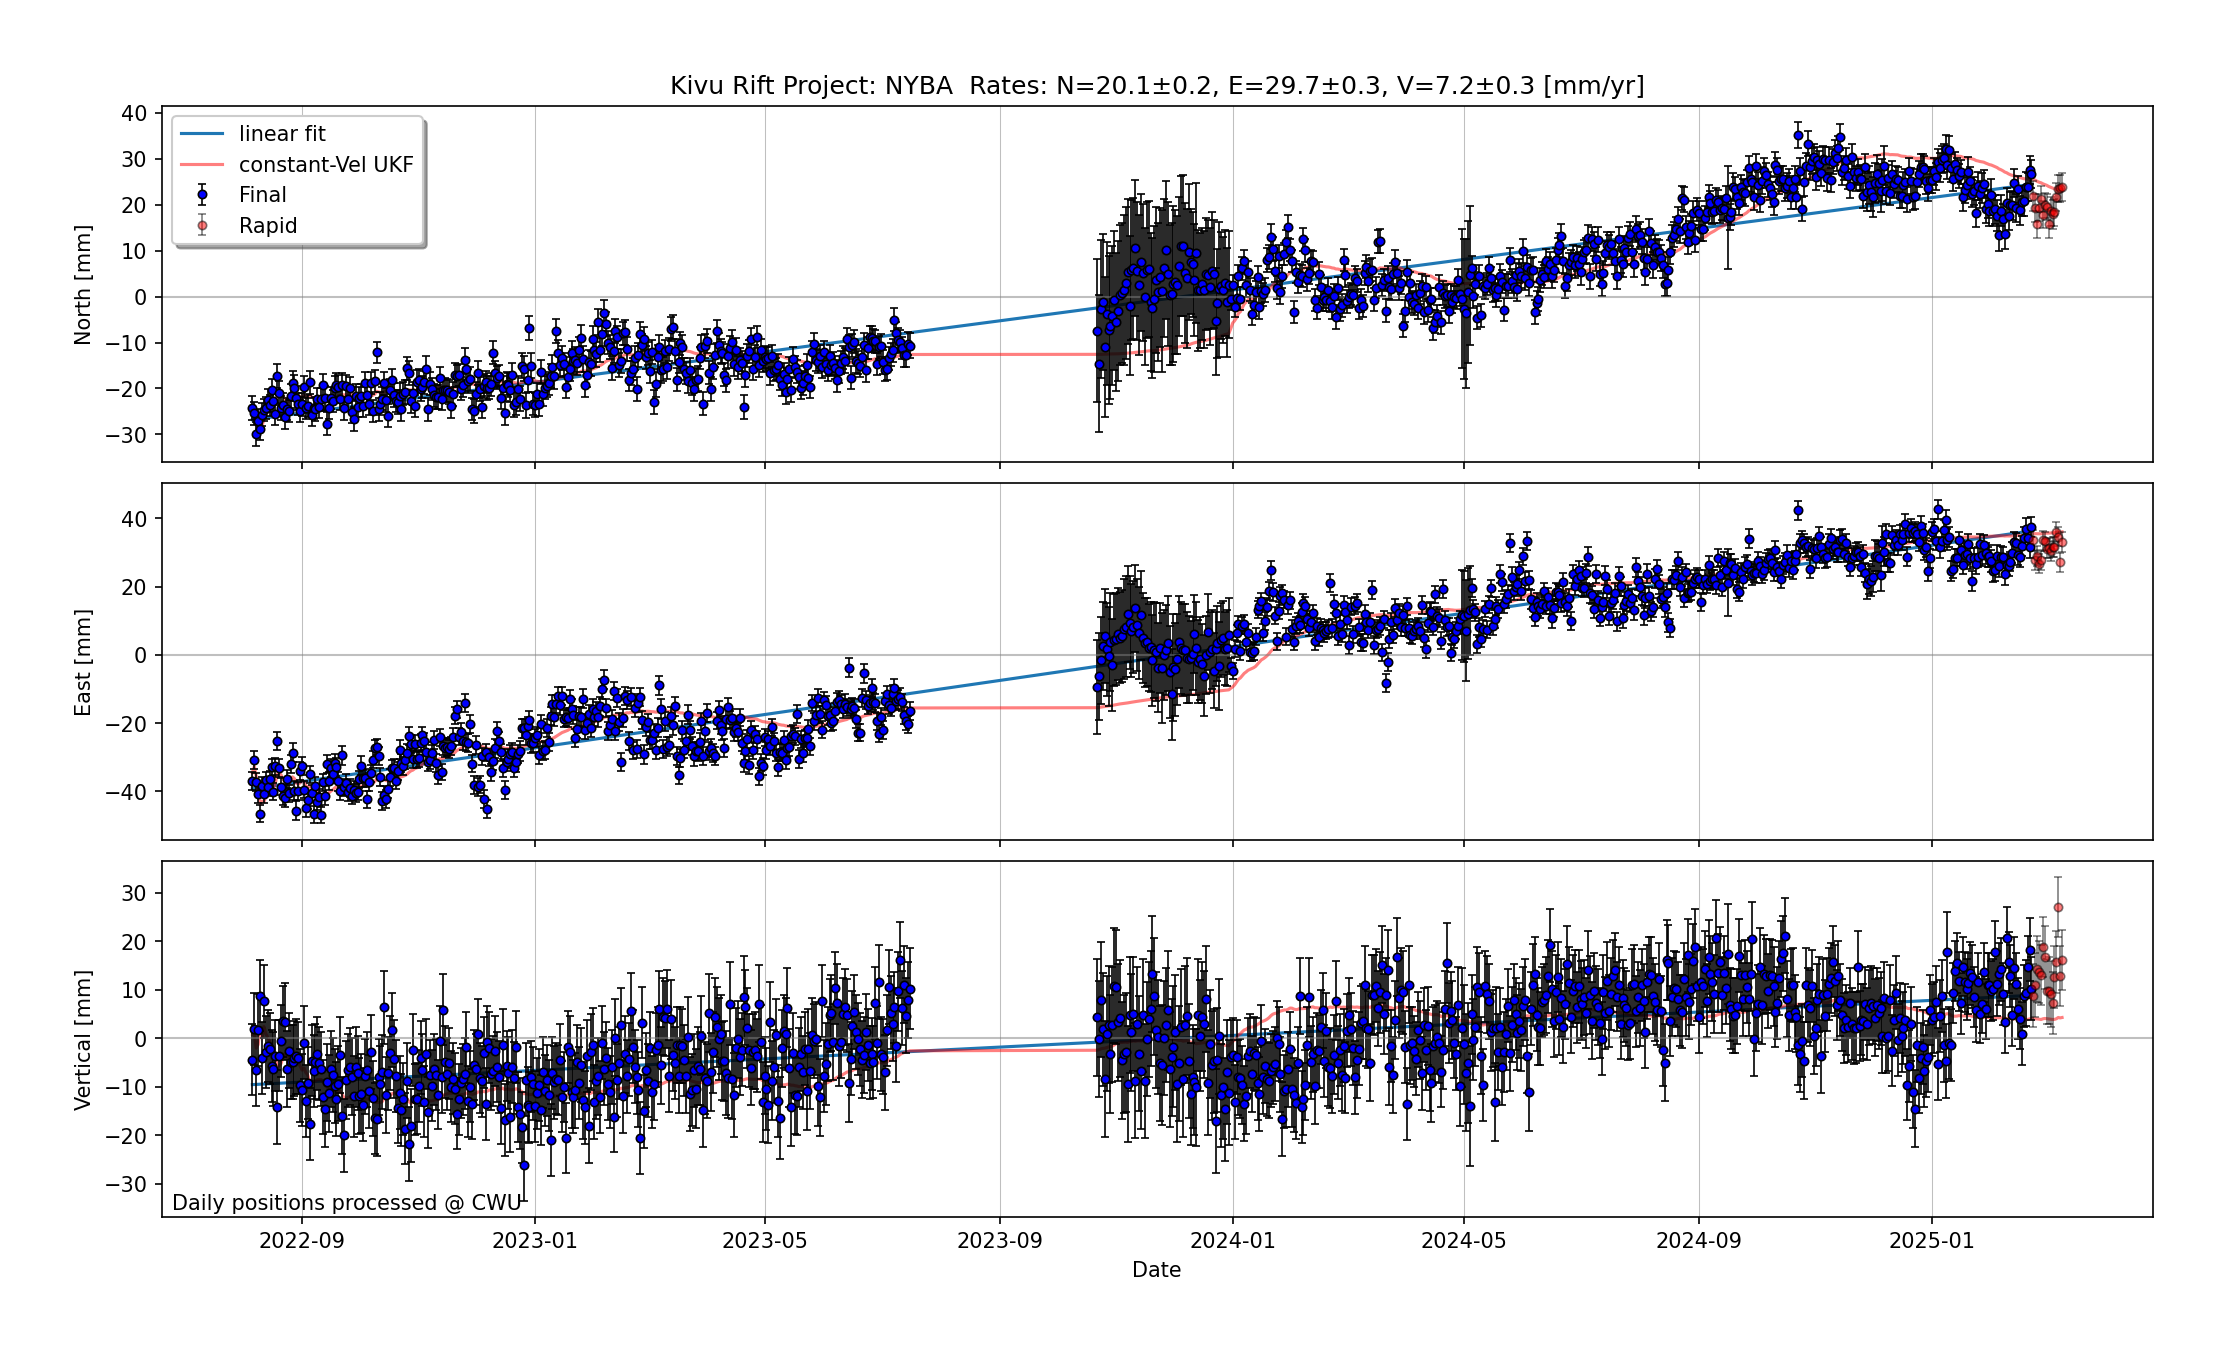 Kivu Rift Project: NYBA  Rates: N=20.1±0.2, E=29.7±0.3, V=7.2±0.3 [mm/yr]
linear fit
constant-Vel UKF
Final
Rapid
North [mm]
40
30
20
10
0
−10
−20
−30
East [mm]
40
20
0
−20
−40
Vertical [mm]
30
20
10
0
−10
−20
−30
Daily positions processed @ CWU
2022-09 2023-01 2023-05 2023-09 2024-01 2024-05 2024-09 2025-01
Date